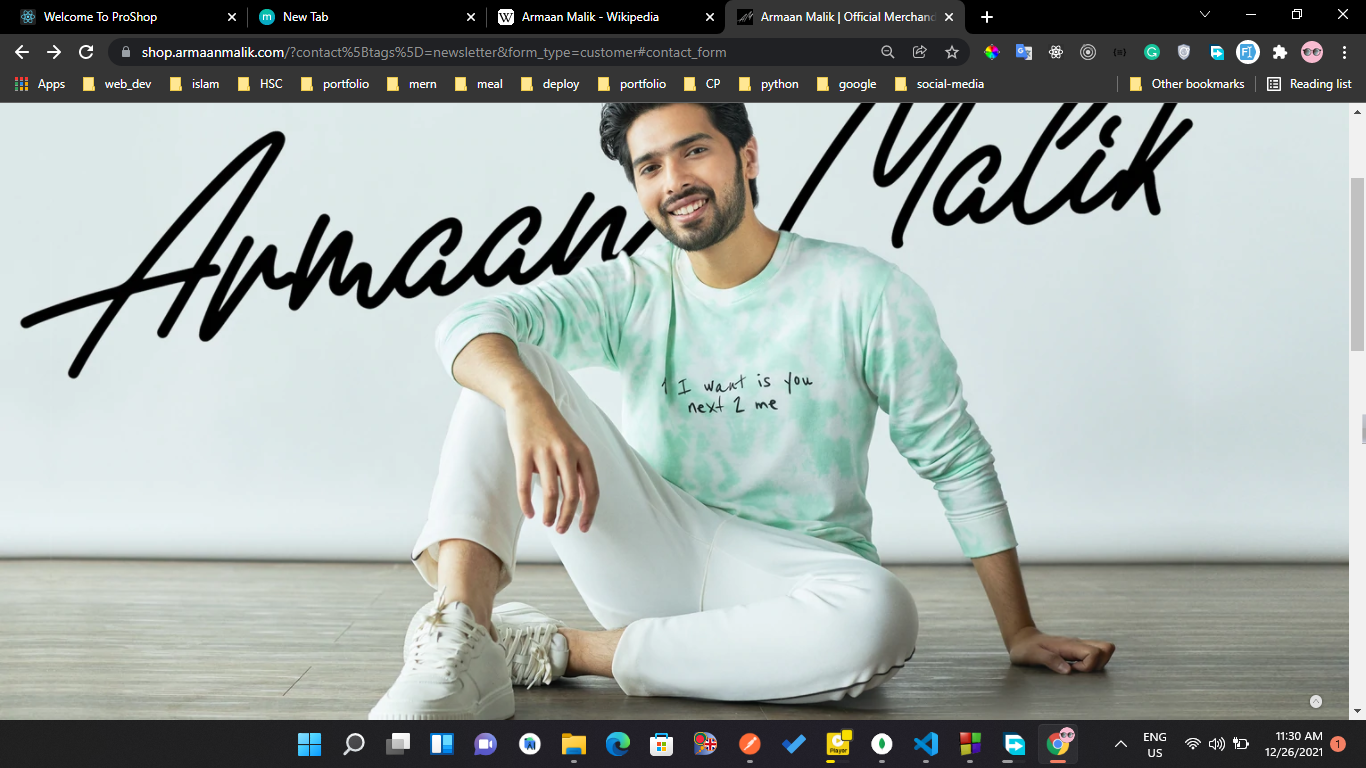 Welcome To ProShop
New Tab
Armaan Malik - Wikipedia
Armaan Malik | Official Merchand
shop.armaanmalik.com/?contact%5Btags%5D=newsletter&form_type=customer#contact_form
Apps
web_dev
islam
HSC
portfolio
mern
meal
deploy
portfolio
CP
python
google
social-media
Other bookmarks
Reading list
Armaan Malik
1 I want is you
next 2 me
ENG
US
11:30 AM
12/26/2021
1